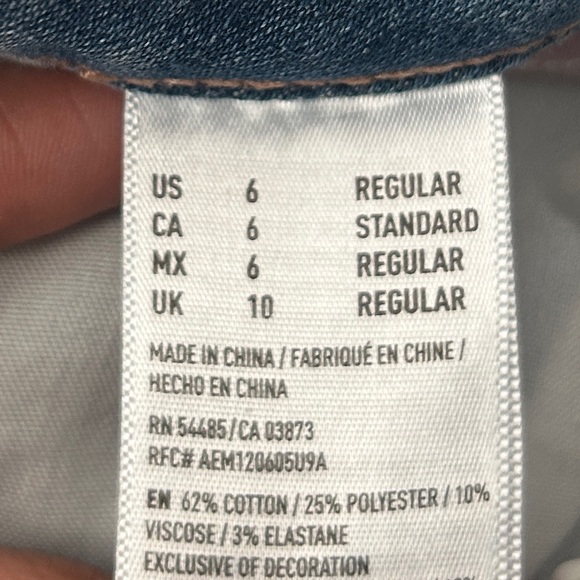 US 6 REGULAR
CA 6 STANDARD
MX 6 REGULAR
UK 10 REGULAR
MADE IN CHINA / FABRIQUÉ EN CHINE /
HECHO EN CHINA
RN 54485/CA 03873
RFC# AEM120605U9A
EN 62% COTTON / 25% POLYESTER / 10%
VISCOSE / 3% ELASTANE
EXCLUSIVE OF DECORATION